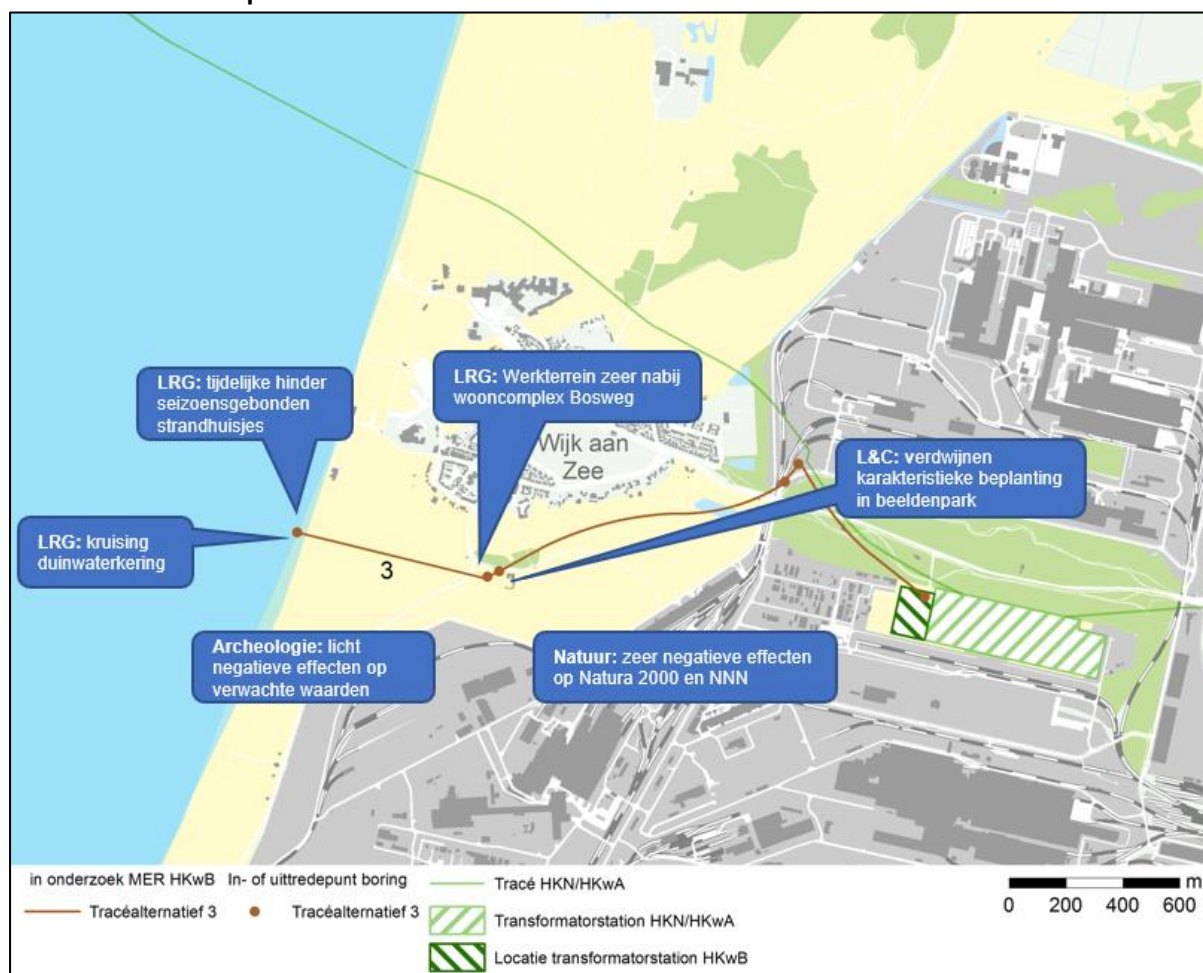 LRG: tijdelijke hinder
seizoensgebonden
strandhuisjes
LRG: Werkterrein zeer nabij
wooncomplex Bosweg
Wijk aan
Zee
L&C: verdwijnen
karakteristieke beplanting
in beeldenpark
LRG: kruising
duinwaterkering
3
Archeologie: licht
negatieve effecten op
verwachte waarden
Natuur: zeer negatieve effecten
op Natura 2000 en NNN
in onderzoek MER HKwB In- of uittredepunt boring
Tracéalternatief 3
Tracéalternatief 3
Tracé HKN/HKwA
Transformatorstation HKN/HKwA
Locatie transformatorstation HKwB
m
0 200 400 600